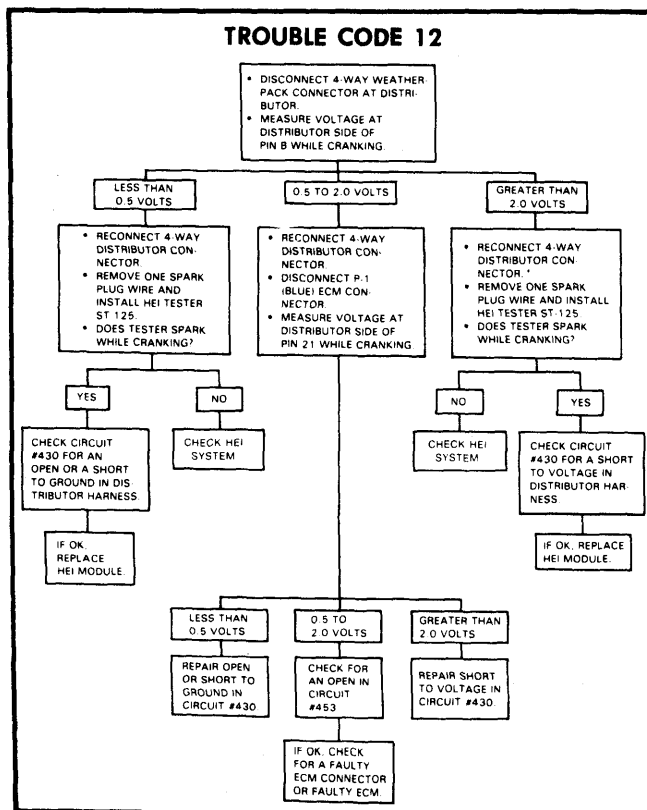 TROUBLE CODE 12
• DISCONNECT 4-WAY WEATHER-
PACK CONNECTOR AT DISTRI-
BUTOR.
• MEASURE VOLTAGE AT
DISTRIBUTOR SIDE OF
PIN B WHILE CRANKING.
LESS THAN
0.5 VOLTS
0.5 TO 2.0 VOLTS
GREATER THAN
2.0 VOLTS
• RECONNECT 4-WAY
DISTRIBUTOR CON-
NECTOR.
• REMOVE ONE SPARK
PLUG WIRE AND
INSTALL HEI TESTER
ST 125.
• DOES TESTER SPARK
WHILE CRANKING?
• RECONNECT 4-WAY
DISTRIBUTOR CON-
NECTOR.
• DISCONNECT P-1
(BLUE) ECM CON-
NECTOR.
• MEASURE VOLTAGE AT
DISTRIBUTOR SIDE OF
PIN 21 WHILE CRANKING.
• RECONNECT 4-WAY
DISTRIBUTOR CON-
NECTOR.
• REMOVE ONE SPARK
PLUG WIRE AND INSTALL
HEI TESTER ST-125.
• DOES TESTER SPARK
WHILE CRANKING?
YES
NO
NO
YES
CHECK CIRCUIT
#430 FOR AN
OPEN OR A SHORT
TO GROUND IN DIS-
TRIBUTOR HARNESS.
CHECK HEI
SYSTEM
CHECK HEI
SYSTEM
CHECK CIRCUIT
#430 FOR A SHORT
TO VOLTAGE IN
DISTRIBUTOR HAR-
NESS
IF OK, REPLACE
HEI MODULE.
IF OK, REPLACE
HEI MODULE.
LESS THAN
0.5 VOLTS
0.5 TO
2.0 VOLTS
GREATER THAN
2.0 VOLTS
REPAIR OPEN
OR SHORT TO
GROUND IN
CIRCUIT #430
CHECK FOR
AN OPEN IN
CIRCUIT
#453
REPAIR SHORT
TO VOLTAGE IN
CIRCUIT #430.
IF OK, CHECK
FOR A FAULTY
ECM CONNECTOR
OR FAULTY ECM.